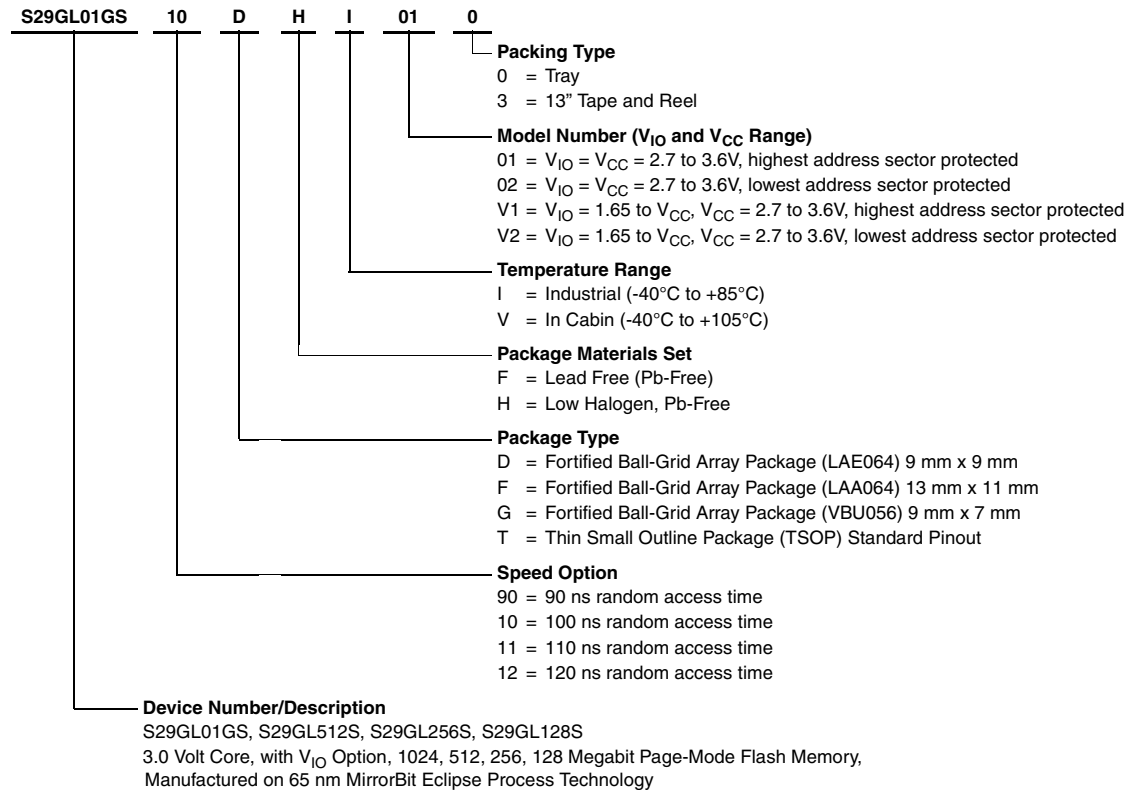 S29GL01GS 10 D H I 01 0
Packing Type
0 = Tray
3 = 13” Tape and Reel
Model Number (VIO and VCC Range)
01 = VIO = VCC = 2.7 to 3.6V, highest address sector protected
02 = VIO = VCC = 2.7 to 3.6V, lowest address sector protected
V1 = VIO = 1.65 to VCC, VCC = 2.7 to 3.6V, highest address sector protected
V2 = VIO = 1.65 to VCC, VCC = 2.7 to 3.6V, lowest address sector protected
Temperature Range
I = Industrial (-40°C to +85°C)
V = In Cabin (-40°C to +105°C)
Package Materials Set
F = Lead Free (Pb-Free)
H = Low Halogen, Pb-Free
Package Type
D = Fortified Ball-Grid Array Package (LAE064) 9 mm x 9 mm
F = Fortified Ball-Grid Array Package (LAA064) 13 mm x 11 mm
G = Fortified Ball-Grid Array Package (VBU056) 9 mm x 7 mm
T = Thin Small Outline Package (TSOP) Standard Pinout
Speed Option
90 = 90 ns random access time
10 = 100 ns random access time
11 = 110 ns random access time
12 = 120 ns random access time
Device Number/Description
S29GL01GS, S29GL512S, S29GL256S, S29GL128S
3.0 Volt Core, with VIO Option, 1024, 512, 256, 128 Megabit Page-Mode Flash Memory,
Manufactured on 65 nm MirrorBit Eclipse Process Technology